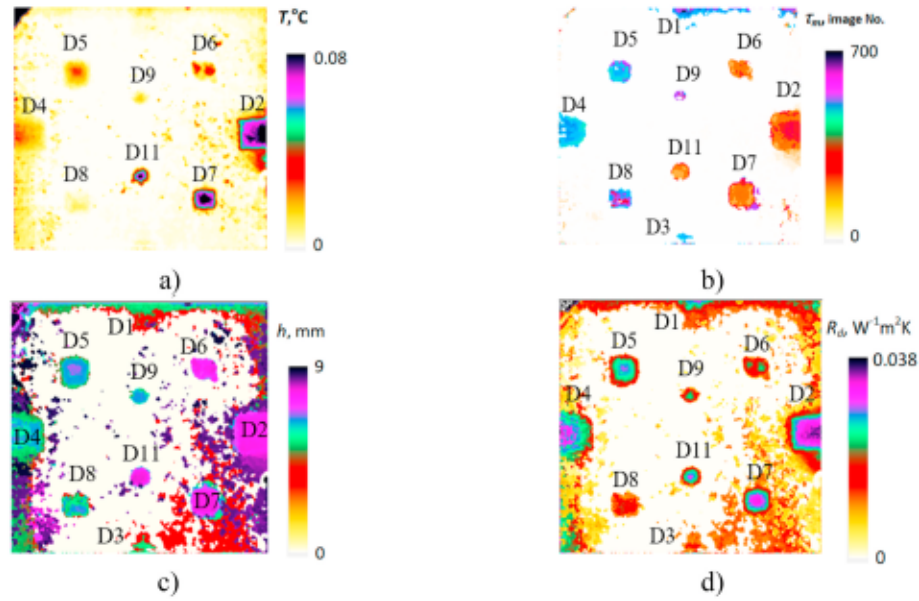 T,°C
0.08
0
D5
D6
D9
D4
D2
D11
D8
D7
a)
τm, image No.
700
0
D1
D5
D6
D9
D4
D2
D11
D8
D7
D3
b)
h, mm
9
0
D1
D5
D6
D9
D4
D2
D11
D8
D7
D3
c)
Rd, W⁻¹m²K
0.038
0
D1
D5
D6
D9
D4
D2
D11
D8
D7
D3
d)